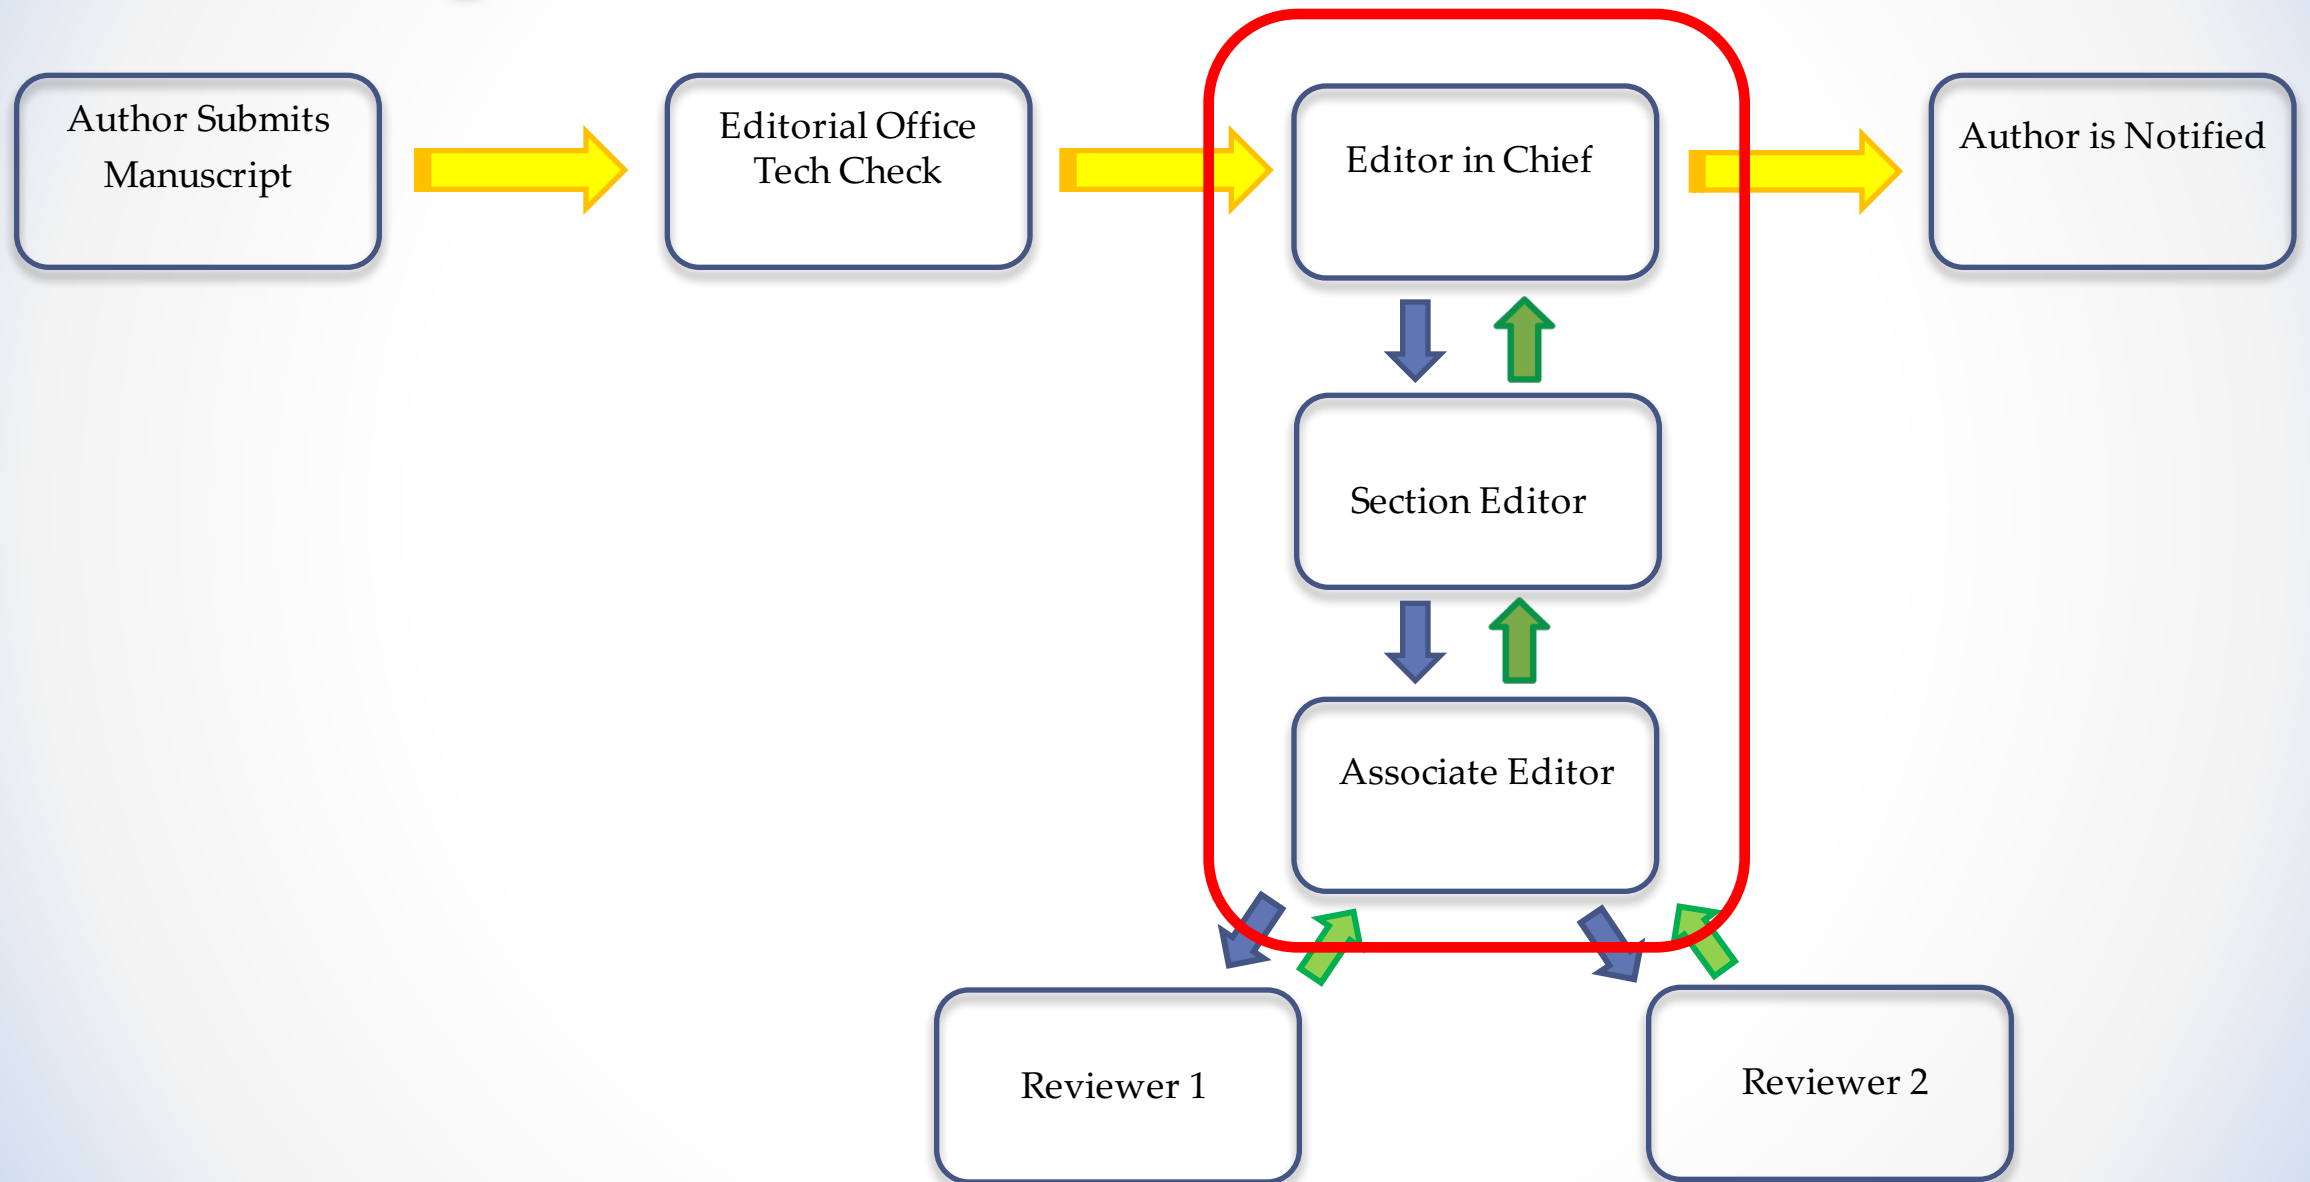 Author Submits
Manuscript
Editorial Office
Tech Check
Editor in Chief
Author is Notified
Section Editor
Associate Editor
Reviewer 1
Reviewer 2